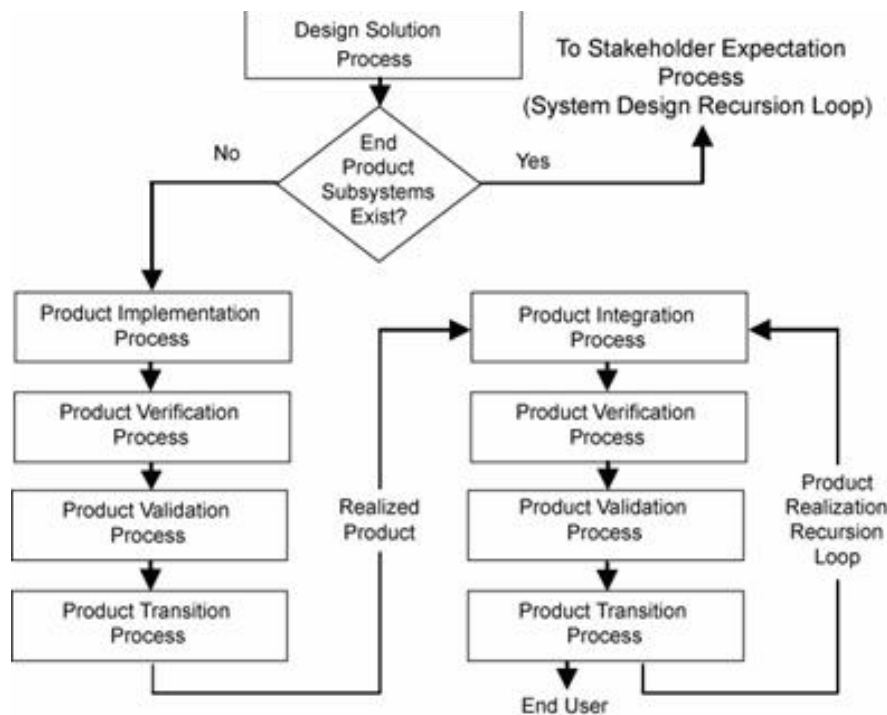 Design Solution
Process
To Stakeholder Expectation
Process
(System Design Recursion Loop)
No
End
Product
Subsystems
Exist?
Yes
Product Implementation
Process
Product Verification
Process
Product Validation
Process
Product Transition
Process
Realized
Product
Product Integration
Process
Product Verification
Process
Product Validation
Process
Product Transition
Process
End User
Product
Realization
Recursion
Loop